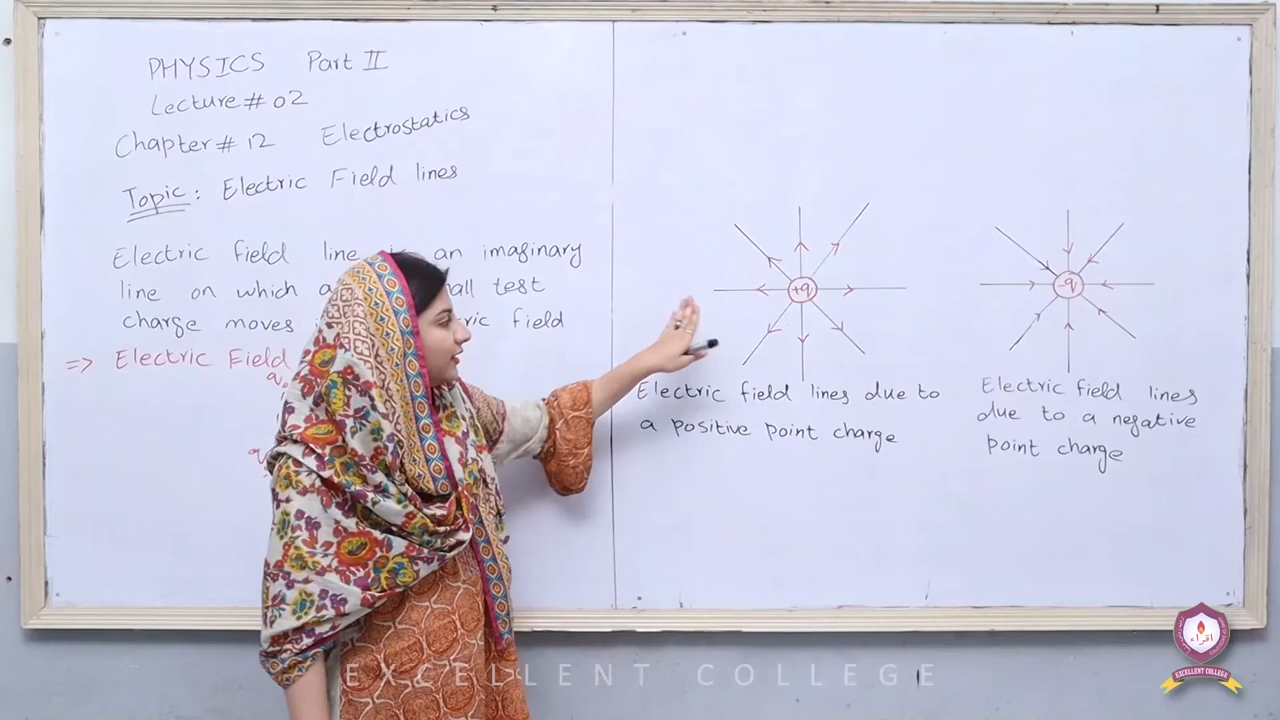 PHYSICS Part II
Lecture # 02
Chapter # 12 Electrostatics
Topic: Electric Field lines
Electric field line an imaginary
line on which a test
charge moves field
=> Electric Field
+q
-q
Electric field lines due to
a positive point charge
Electric field lines
due to a negative
point charge
EXCELLENT COLLEGE
اقراء
EXCELLENT COLLEGE